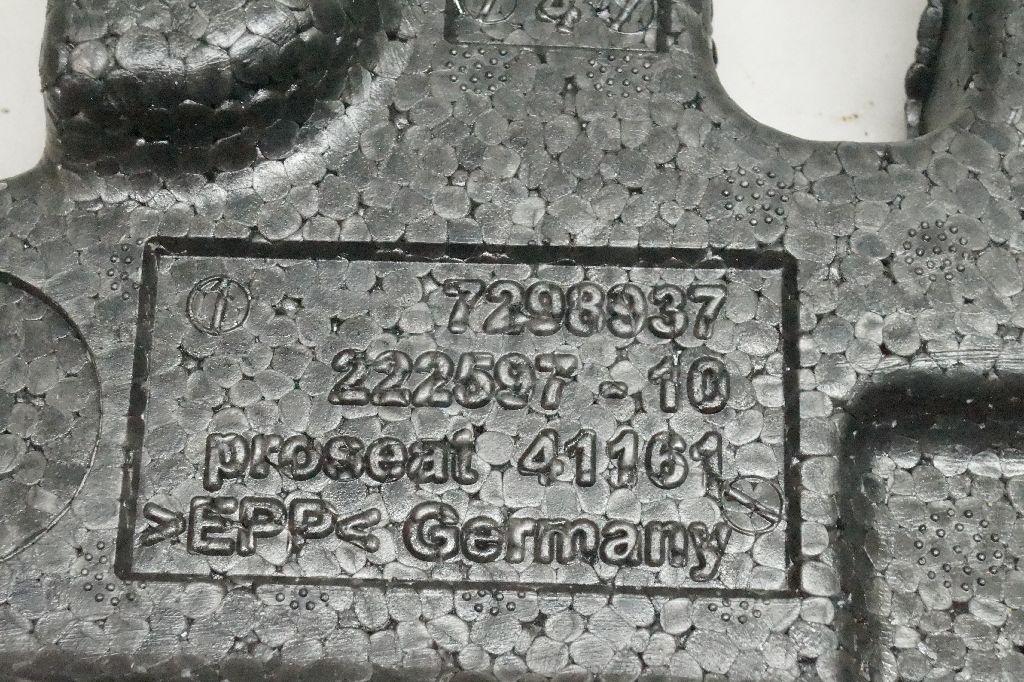 7298937
222597 - 10
proseat 41161
>EPP< Germany